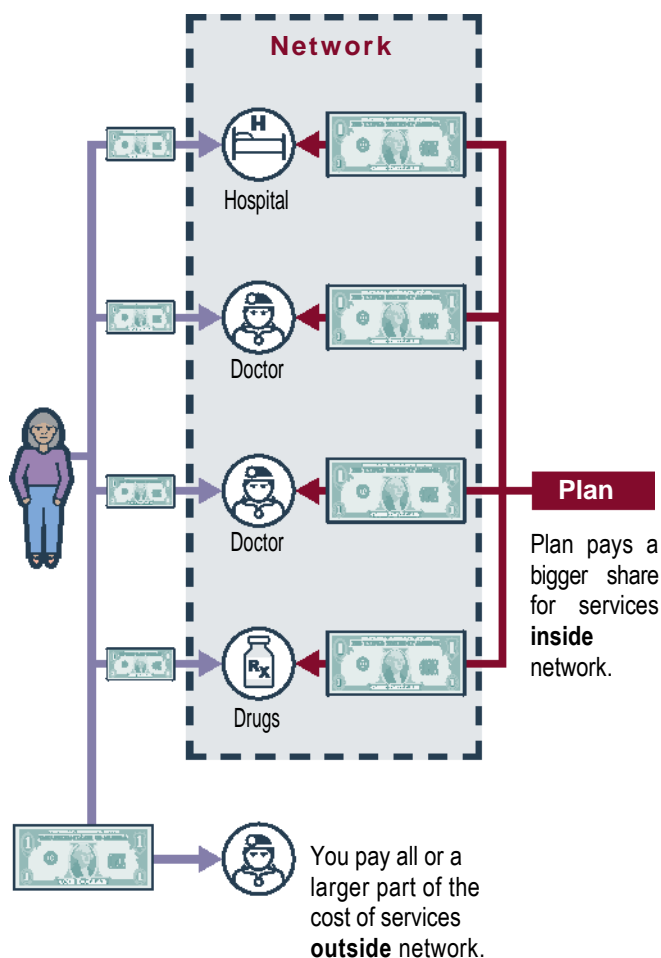 Network
H
Hospital
Doctor
Doctor
Plan
Plan pays a
bigger share
for services
inside
network.
Rx
Drugs
You pay all or a
larger part of the
cost of services
outside network.